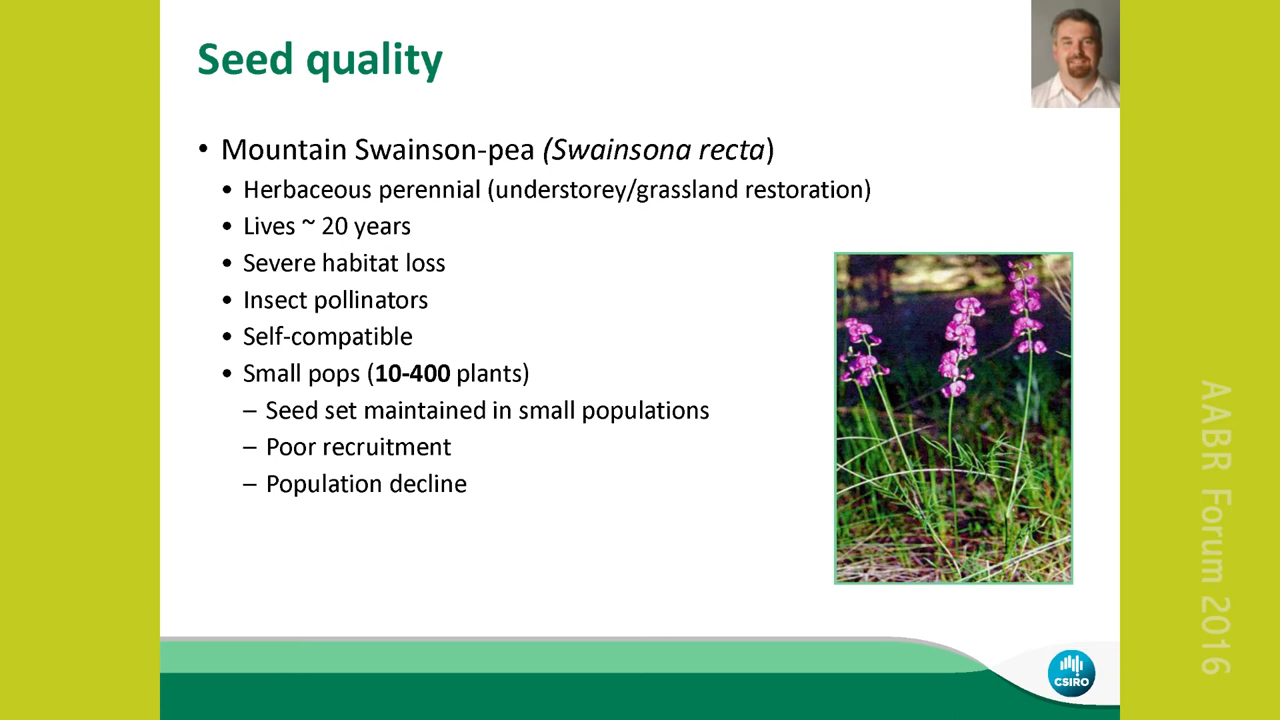 Seed quality
• Mountain Swainson-pea (Swainsona recta)
• Herbaceous perennial (understorey/grassland restoration)
• Lives ~ 20 years
• Severe habitat loss
• Insect pollinators
• Self-compatible
• Small pops (10-400 plants)
– Seed set maintained in small populations
– Poor recruitment
– Population decline
AABR Forum 2016
CSIRO